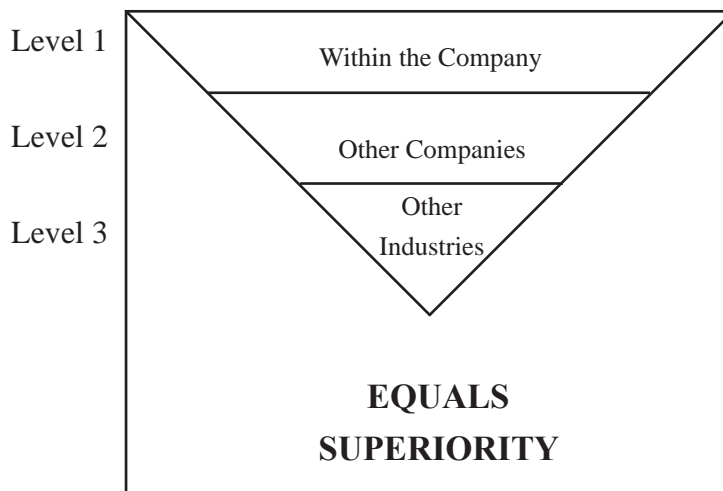 Level 1
Within the Company
Level 2
Other Companies
Level 3
Other
Industries
EQUALS
SUPERIORITY